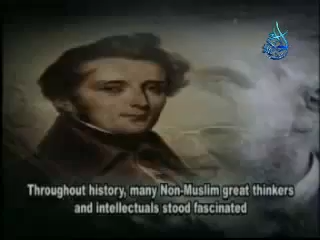 Throughout history, many Non-Muslim great thinkers
and intellectuals stood fascinated